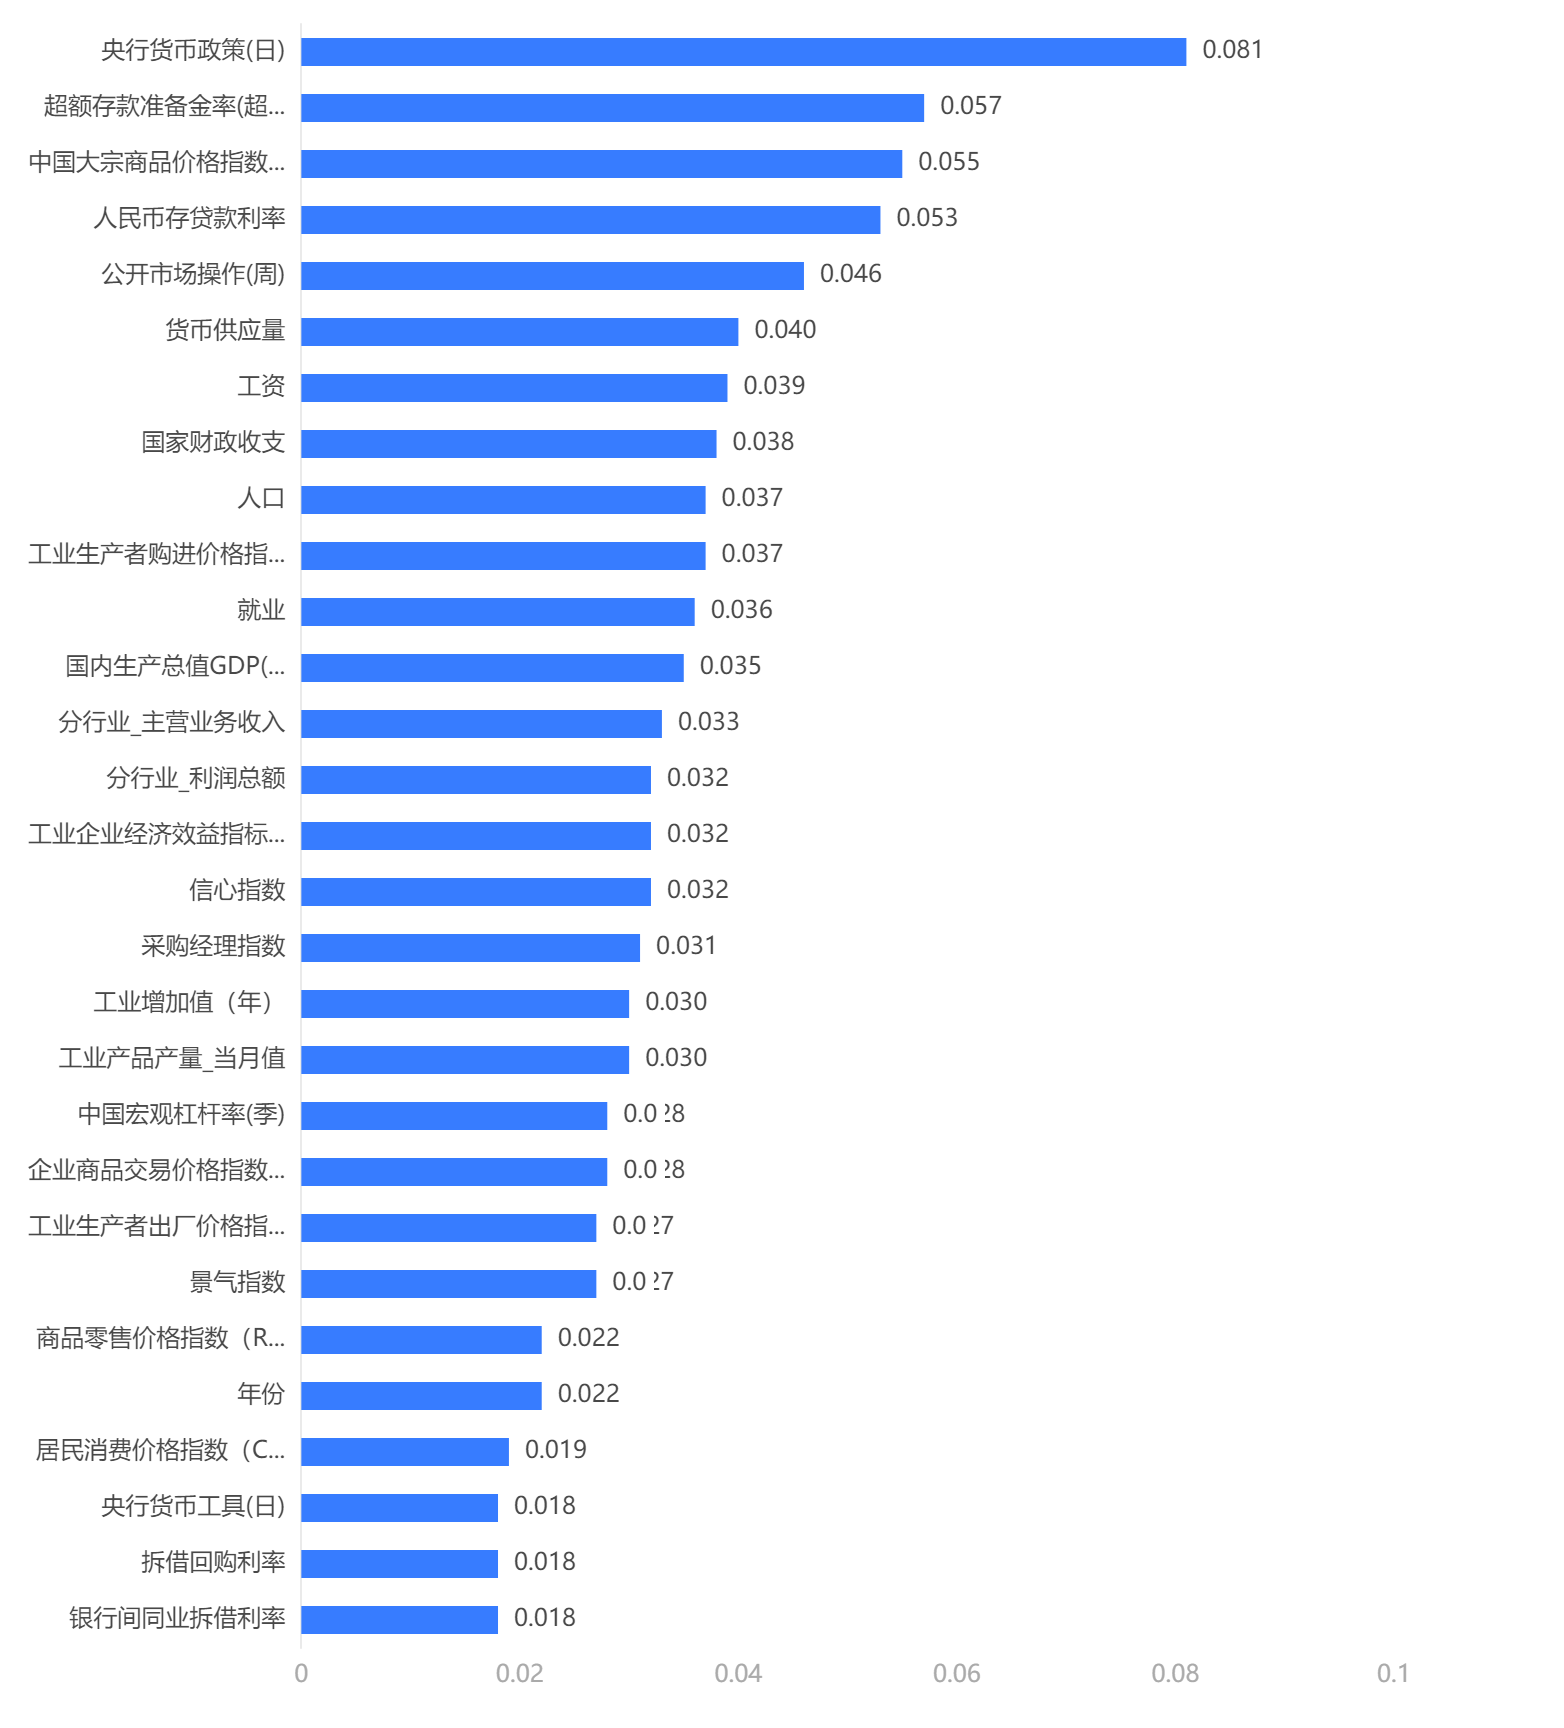 央行货币政策(日) 0.081
超额存款准备金率(超... 0.057
中国大宗商品价格指数... 0.055
人民币存贷款利率 0.053
公开市场操作(周) 0.046
货币供应量 0.040
工资 0.039
国家财政收支 0.038
人口 0.037
工业生产者购进价格指... 0.037
就业 0.036
国内生产总值GDP(... 0.035
分行业_主营业务收入 0.033
分行业_利润总额 0.032
工业企业经济效益指标... 0.032
信心指数 0.032
采购经理指数 0.031
工业增加值（年） 0.030
工业产品产量_当月值 0.030
中国宏观杠杆率(季) 0.028
企业商品交易价格指数... 0.028
工业生产者出厂价格指... 0.027
景气指数 0.027
商品零售价格指数（R... 0.022
年份 0.022
居民消费价格指数（C... 0.019
央行货币工具(日) 0.018
拆借回购利率 0.018
银行间同业拆借利率 0.018
0 0.02 0.04 0.06 0.08 0.1